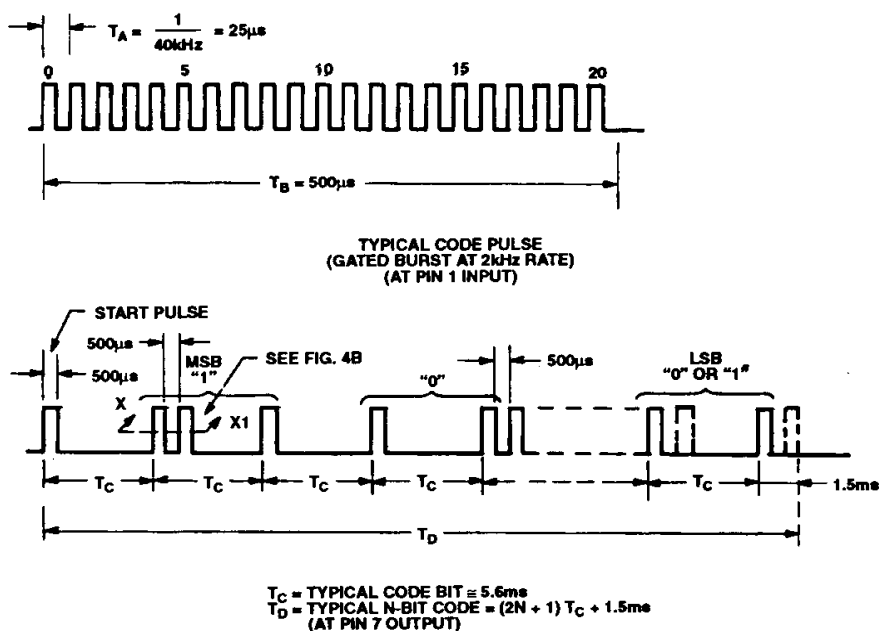 T_A = 1/40kHz = 25µs
0 5 10 15 20
T_B = 500µs
TYPICAL CODE PULSE
(GATED BURST AT 2kHz RATE)
(AT PIN 1 INPUT)
START PULSE
500µs
MSB
"1"
SEE FIG. 4B
500µs
"0"
500µs
LSB
"0" OR "1"
X
X1
T_C T_C T_C T_C T_C 1.5ms
T_D
T_C = TYPICAL CODE BIT ≅ 5.6ms
T_D = TYPICAL N-BIT CODE = (2N + 1) T_C + 1.5ms
(AT PIN 7 OUTPUT)